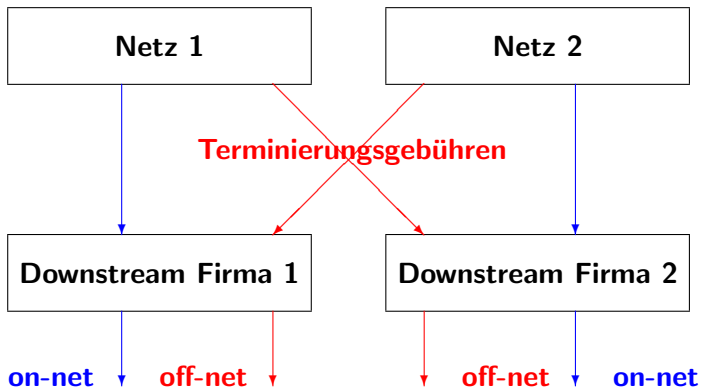 Netz 1
Netz 2
Terminierungsgebühren
Downstream Firma 1
Downstream Firma 2
on-net
off-net
off-net
on-net